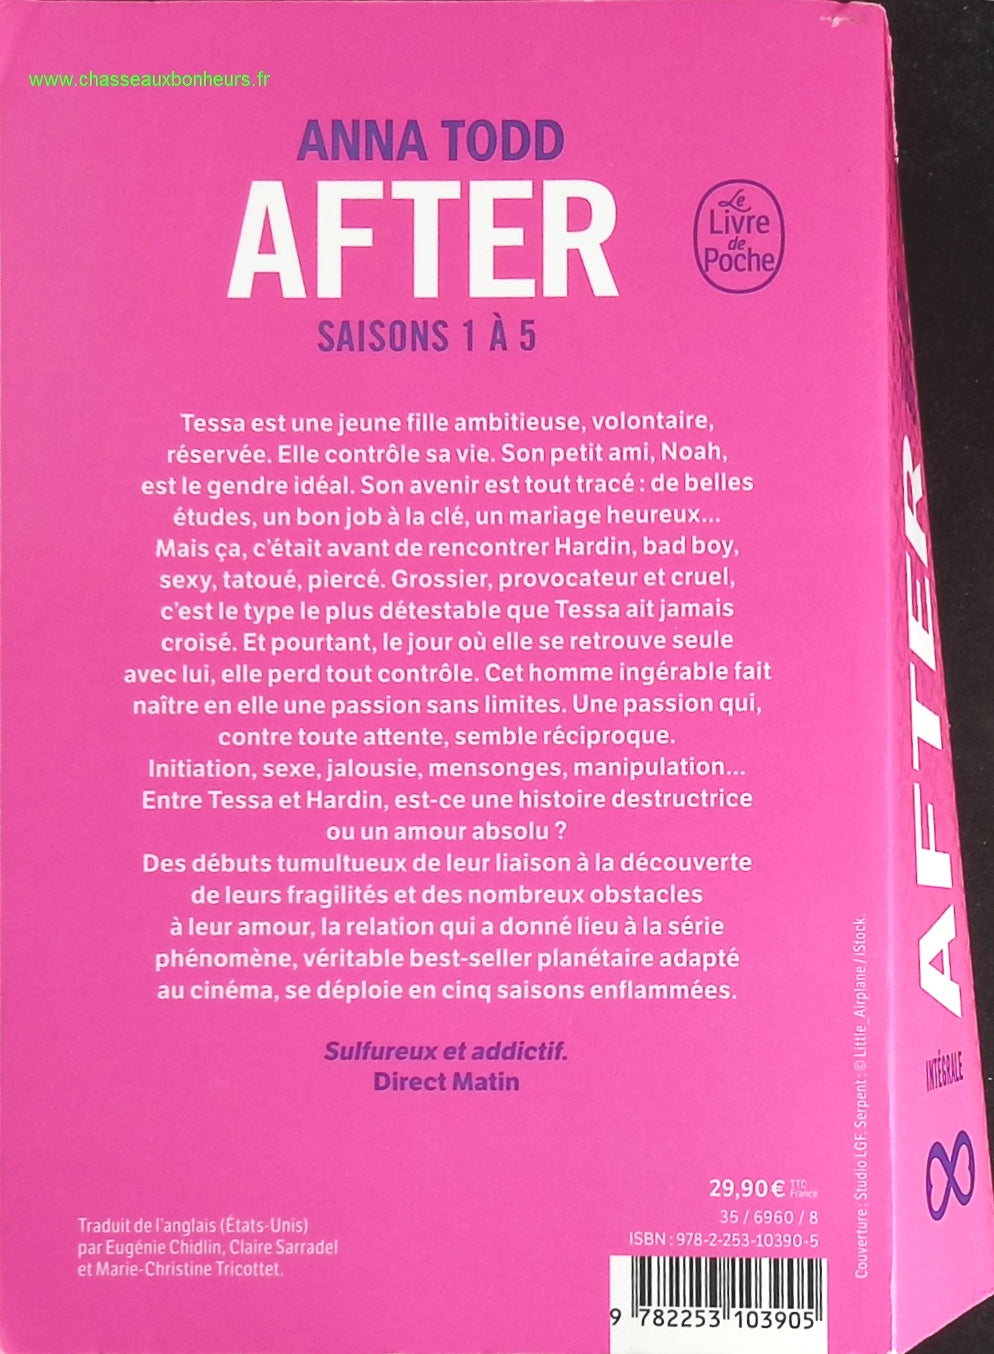 www.chasseauxbonheurs.fr
ANNA TODD
AFTER
SAISONS 1 À 5
Le
Livre
de
Poche
Tessa est une jeune fille ambitieuse, volontaire,
réservée. Elle contrôle sa vie. Son petit ami, Noah,
est le gendre idéal. Son avenir est tout tracé : de belles
études, un bon job à la clé, un mariage heureux...
Mais ça, c'était avant de rencontrer Hardin, bad boy,
sexy, tatoué, piercé. Grossier, provocateur et cruel,
c'est le type le plus détestable que Tessa ait jamais
croisé. Et pourtant, le jour où elle se retrouve seule
avec lui, elle perd tout contrôle. Cet homme ingérable fait
naître en elle une passion sans limites. Une passion qui,
contre toute attente, semble réciproque.
Initiation, sexe, jalousie, mensonges, manipulation...
Entre Tessa et Hardin, est-ce une histoire destructrice
ou un amour absolu ?
Des débuts tumultueux de leur liaison à la découverte
de leurs fragilités et des nombreux obstacles
à leur amour, la relation qui a donné lieu à la série
phénomène, véritable best-seller planétaire adapté
au cinéma, se déploie en cinq saisons enflammées.
Sulfureux et addictif.
Direct Matin
Traduit de l'anglais (États-Unis)
par Eugénie Chidlin, Claire Sarradel
et Marie-Christine Tricottet.
29,90 € TTC
France
35 / 6960 / 8
ISBN : 978-2-253-10390-5
9 782253 103905
Couverture : Studio LGF. Serpent : © Little_Airplane / iStock
AFTER
INTÉGRALE